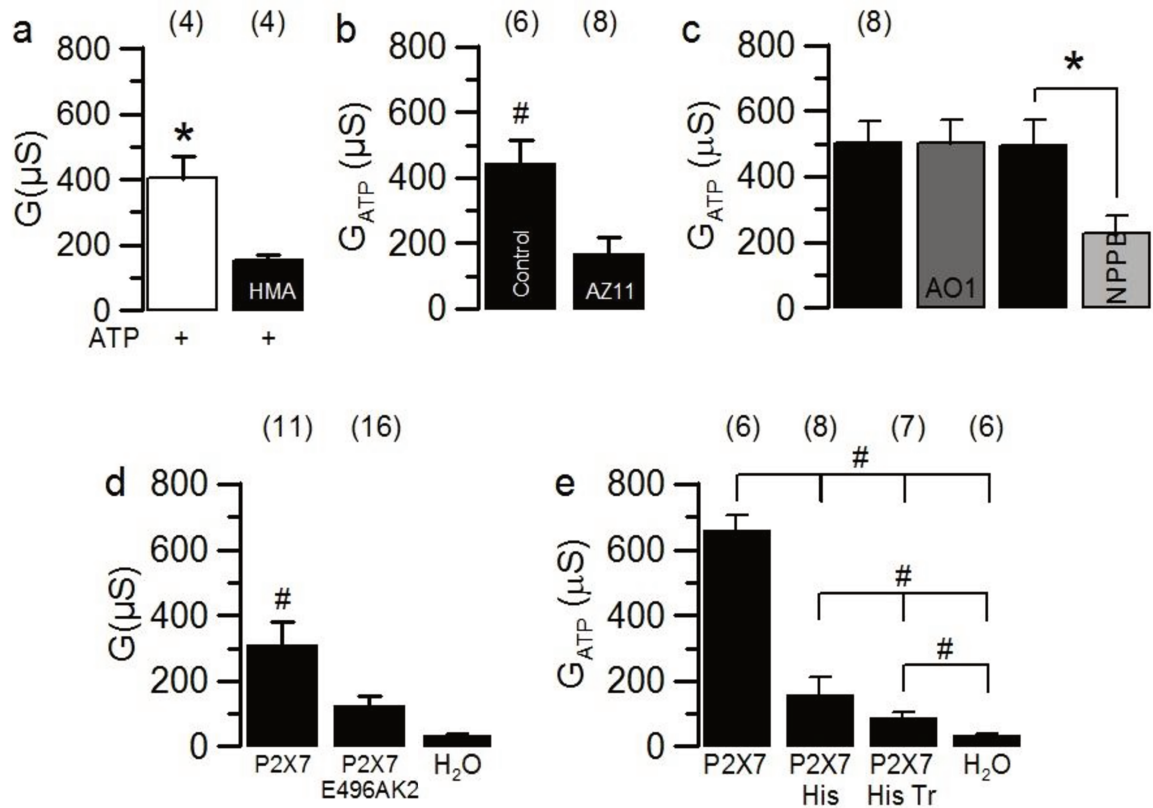 a (4) (4)
G(µS)
800
600
400
200
0
*
HMA
ATP + +
b (6) (8)
G_ATP (µS)
800
600
400
200
0
#
Control
AZ11
c (8)
G_ATP (µS)
800
600
400
200
0
*
AO1
NPPB
d (11) (16)
G(µS)
800
600
400
200
0
#
P2X7
P2X7
E496AK2
H₂O
e (6) (8) (7) (6)
G_ATP (µS)
800
600
400
200
0
#
#
#
P2X7
P2X7
His
P2X7
His Tr
H₂O